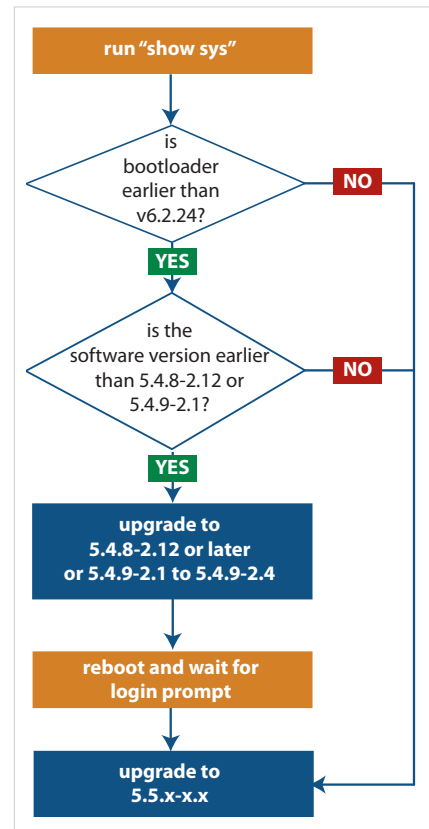 run “show sys”
is
bootloader
earlier than
v6.2.24?
NO
YES
is the
software version earlier
than 5.4.8-2.12 or
5.4.9-2.1?
NO
YES
upgrade to
5.4.8-2.12 or later
or 5.4.9-2.1 to 5.4.9-2.4
reboot and wait for
login prompt
upgrade to
5.5.x-x.x